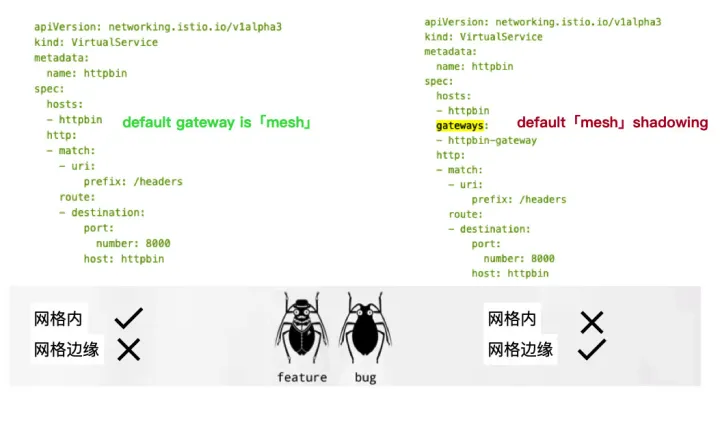 apiVersion: networking.istio.io/v1alpha3
kind: VirtualService
metadata:
  name: httpbin
spec:
  hosts:
  - httpbin
default gateway is「mesh」
  http:
  - match:
    - uri:
        prefix: /headers
    route:
    - destination:
        port:
          number: 8000
        host: httpbin
apiVersion: networking.istio.io/v1alpha3
kind: VirtualService
metadata:
  name: httpbin
spec:
  hosts:
  - httpbin
  gateways:
default「mesh」shadowing
  - httpbin-gateway
  http:
  - match:
    - uri:
        prefix: /headers
    route:
    - destination:
        port:
          number: 8000
        host: httpbin
网格内
网格边缘
feature
bug
网格内
网格边缘